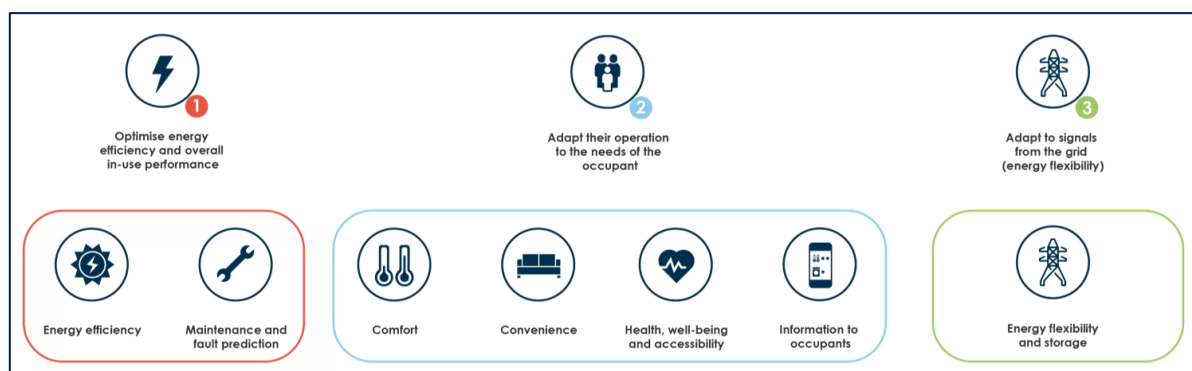 1
Optimise energy
efficiency and overall
in-use performance
2
Adapt their operation
to the needs of the
occupant
3
Adapt to signals
from the grid
(energy flexibility)
Energy efficiency
Maintenance and
fault prediction
Comfort
Convenience
Health, well-being
and accessibility
Information to
occupants
Energy flexibility
and storage